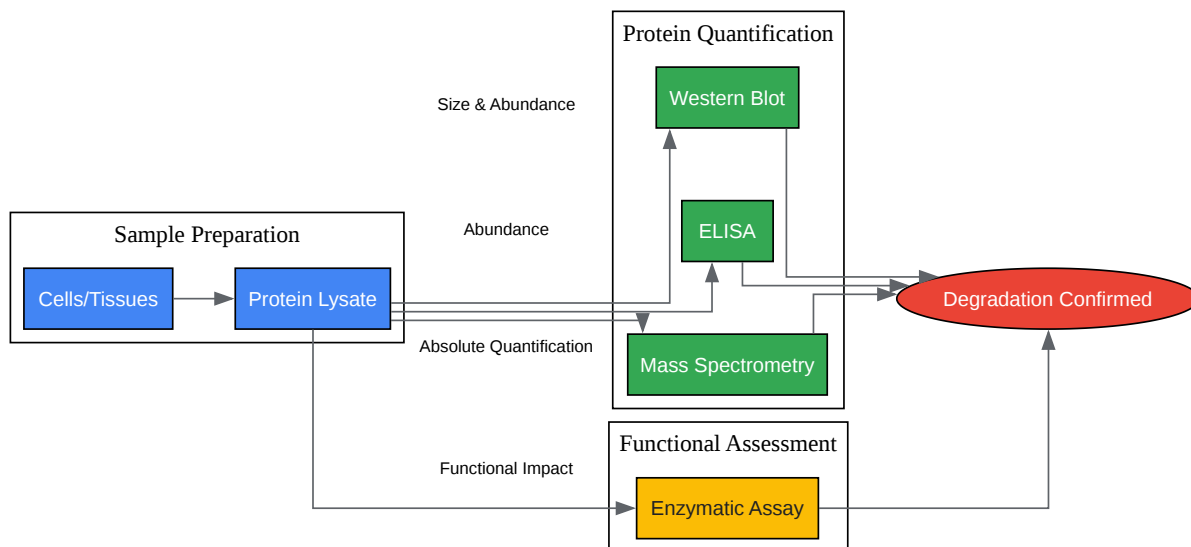 Protein Quantification
Western Blot
Size & Abundance
ELISA
Abundance
Sample Preparation
Cells/Tissues
Protein Lysate
Degradation Confirmed
Absolute Quantification
Mass Spectrometry
Functional Assessment
Functional Impact
Enzymatic Assay